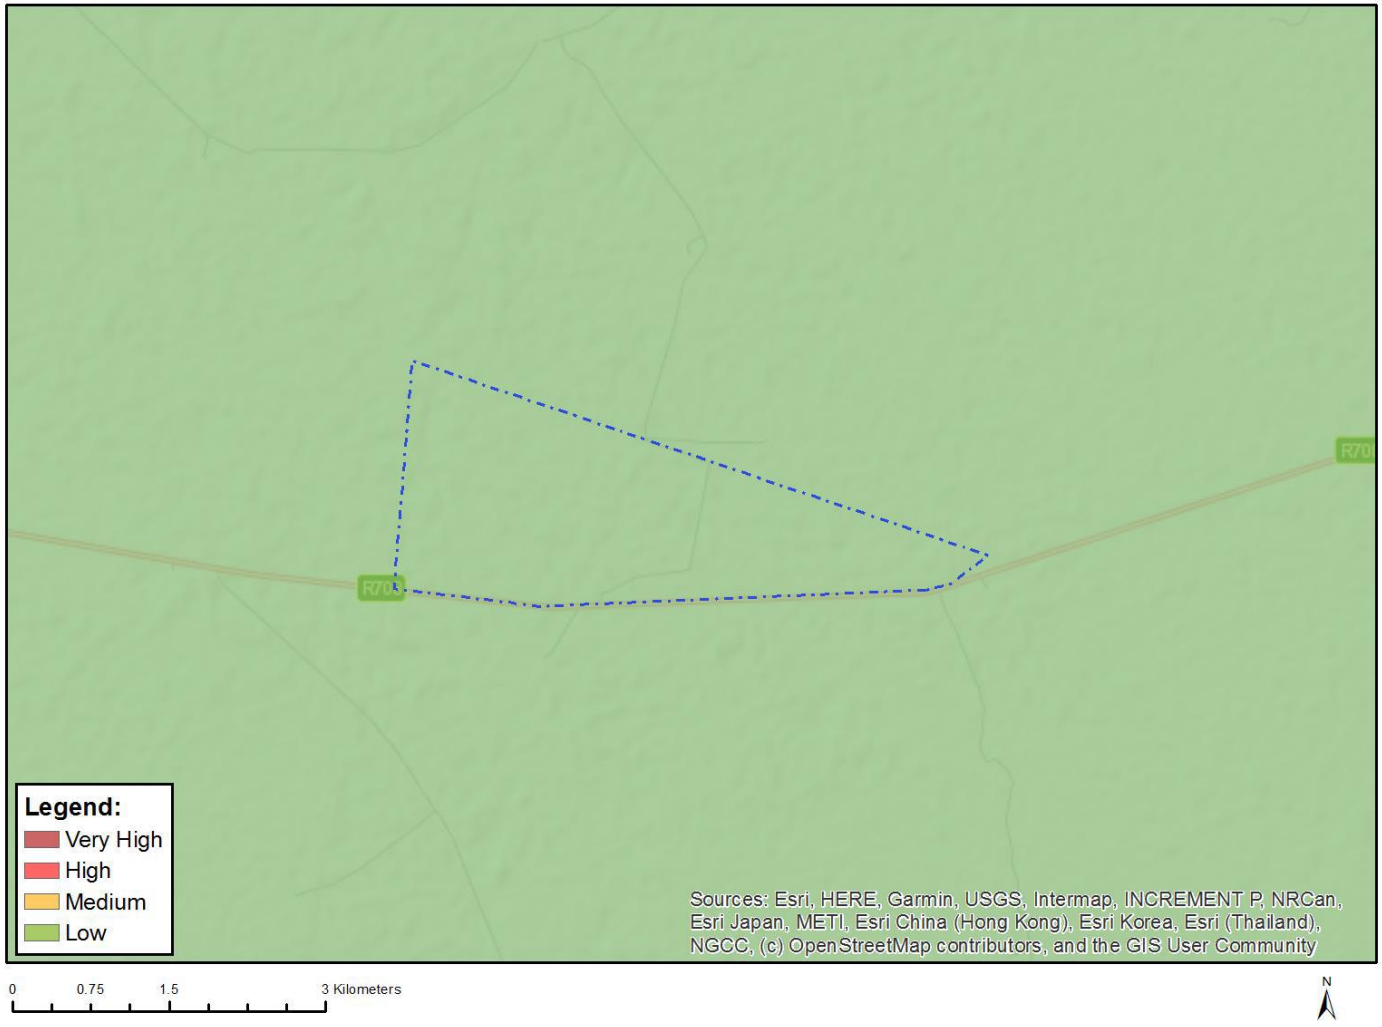 R70
R70
Legend:
Very High
High
Medium
Low
Sources: Esri, HERE, Garmin, USGS, Intermap, INCREMENT P, NRCan,
Esri Japan, METI, Esri China (Hong Kong), Esri Korea, Esri (Thailand),
NGCC, (c) OpenStreetMap contributors, and the GIS User Community
0 0.75 1.5 3 Kilometers
N